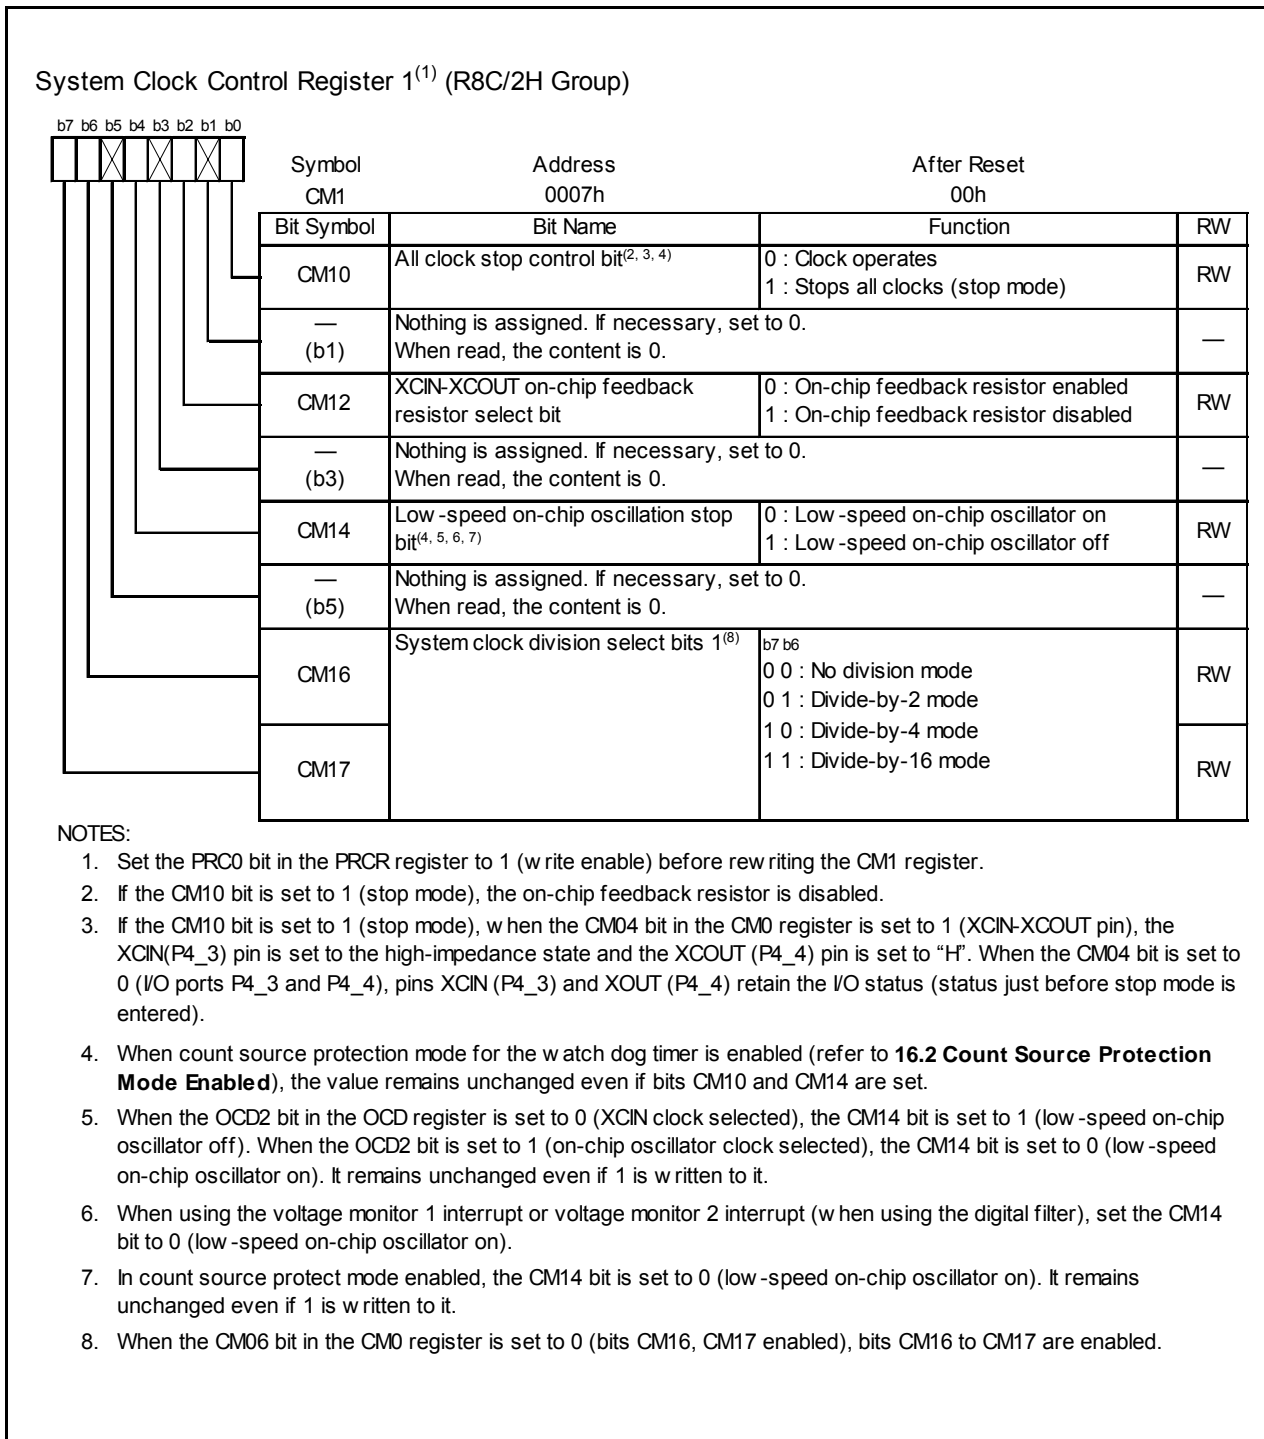 System Clock Control Register 1(1) (R8C/2H Group)
b7 b6 b5 b4 b3 b2 b1 b0
Symbol Address After Reset
CM1 0007h 00h
Bit Symbol Bit Name Function RW
CM10 All clock stop control bit(2, 3, 4) 0 : Clock operates RW
1 : Stops all clocks (stop mode)
— Nothing is assigned. If necessary, set to 0. —
(b1) When read, the content is 0.
CM12 XCIN-XCOUT on-chip feedback 0 : On-chip feedback resistor enabled RW
resistor select bit 1 : On-chip feedback resistor disabled
— Nothing is assigned. If necessary, set to 0. —
(b3) When read, the content is 0.
CM14 Low-speed on-chip oscillation stop 0 : Low-speed on-chip oscillator on RW
bit(4, 5, 6, 7) 1 : Low-speed on-chip oscillator off
— Nothing is assigned. If necessary, set to 0. —
(b5) When read, the content is 0.
System clock division select bits 1(8) b7 b6
CM16 0 0 : No division mode RW
0 1 : Divide-by-2 mode
1 0 : Divide-by-4 mode
CM17 1 1 : Divide-by-16 mode RW
NOTES:
1. Set the PRC0 bit in the PRCR register to 1 (write enable) before rewriting the CM1 register.
2. If the CM10 bit is set to 1 (stop mode), the on-chip feedback resistor is disabled.
3. If the CM10 bit is set to 1 (stop mode), when the CM04 bit in the CM0 register is set to 1 (XCIN-XCOUT pin), the
XCIN(P4_3) pin is set to the high-impedance state and the XCOUT (P4_4) pin is set to “H”. When the CM04 bit is set to
0 (I/O ports P4_3 and P4_4), pins XCIN (P4_3) and XOUT (P4_4) retain the I/O status (status just before stop mode is
entered).
4. When count source protection mode for the watch dog timer is enabled (refer to 16.2 Count Source Protection
Mode Enabled), the value remains unchanged even if bits CM10 and CM14 are set.
5. When the OCD2 bit in the OCD register is set to 0 (XCIN clock selected), the CM14 bit is set to 1 (low-speed on-chip
oscillator off). When the OCD2 bit is set to 1 (on-chip oscillator clock selected), the CM14 bit is set to 0 (low-speed
on-chip oscillator on). It remains unchanged even if 1 is written to it.
6. When using the voltage monitor 1 interrupt or voltage monitor 2 interrupt (when using the digital filter), set the CM14
bit to 0 (low-speed on-chip oscillator on).
7. In count source protect mode enabled, the CM14 bit is set to 0 (low-speed on-chip oscillator on). It remains
unchanged even if 1 is written to it.
8. When the CM06 bit in the CM0 register is set to 0 (bits CM16, CM17 enabled), bits CM16 to CM17 are enabled.